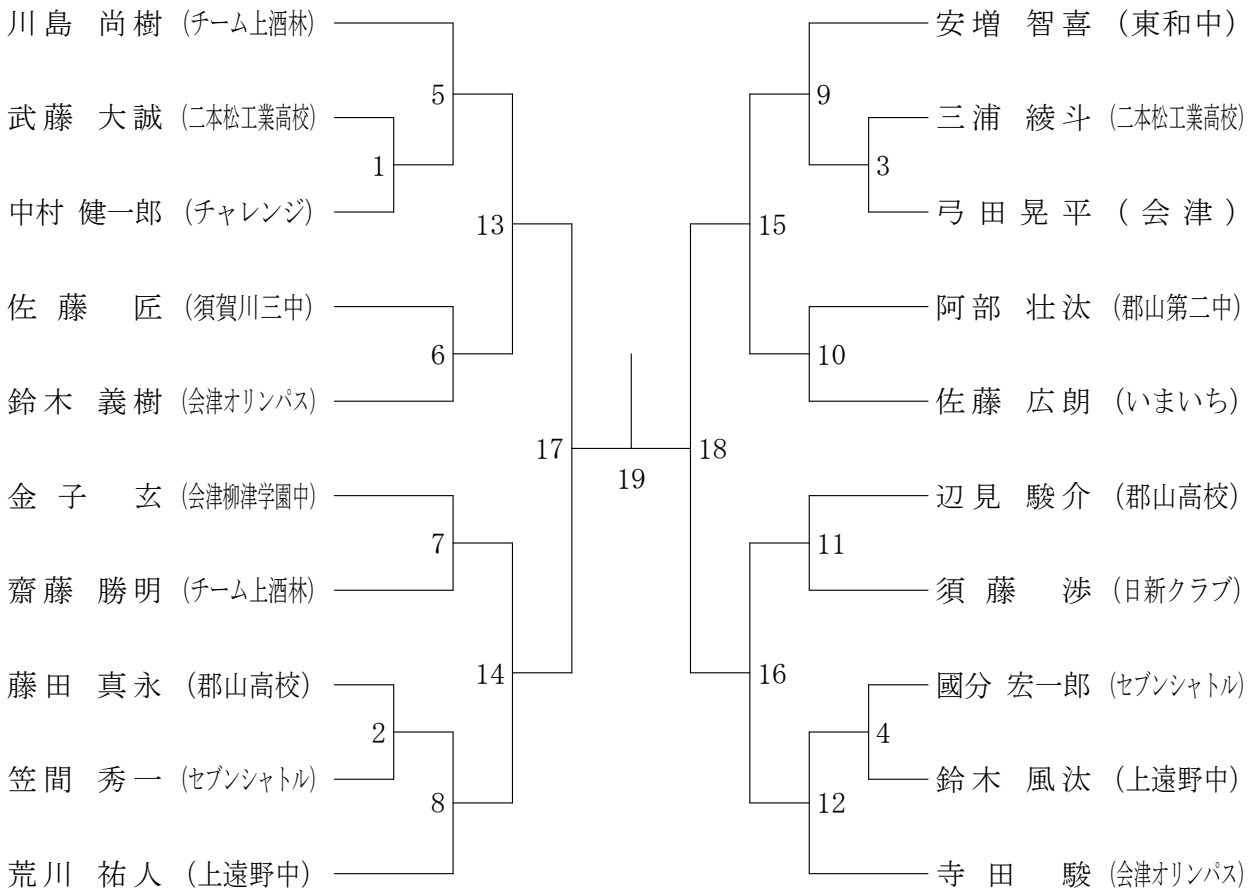 川島 尚樹 (チーム上酒林)
5
武藤 大誠 (二本松工業高校)
1
中村 健一郎 (チャレンジ)
13
佐藤 匠 (須賀川三中)
6
鈴木 義樹 (会津オリンパス)
17
金子 玄 (会津柳津学園中)
7
齋藤 勝明 (チーム上酒林)
14
藤田 真永 (郡山高校)
2
笠間 秀一 (セブンシャトル)
8
荒川 祐人 (上遠野中)
19
安増 智喜 (東和中)
9
三浦 綾斗 (二本松工業高校)
3
弓田 晃平 (会津)
15
阿部 壮汰 (郡山第二中)
10
佐藤 広朗 (いまいち)
18
辺見 駿介 (郡山高校)
11
須藤 渉 (日新クラブ)
16
國分 宏一郎 (セブンシャトル)
4
鈴木 風汰 (上遠野中)
12
寺田 駿 (会津オリンパス)